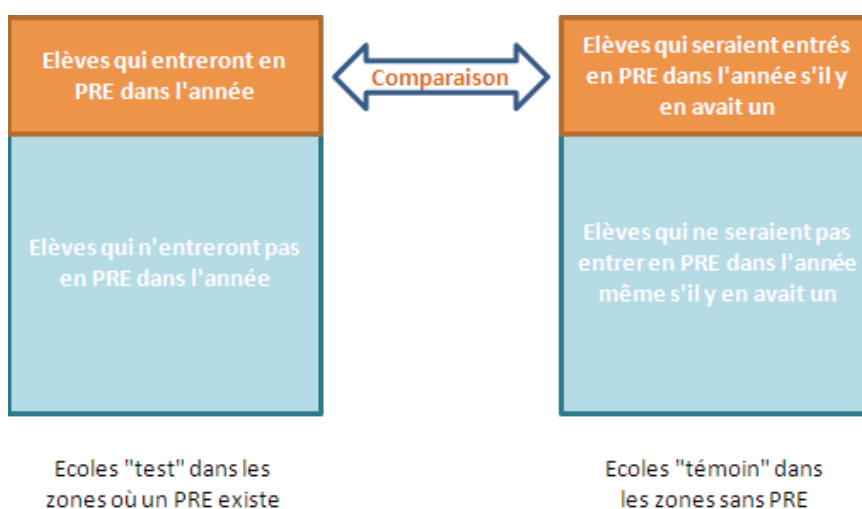 Elèves qui entreront en
PRE dans l'année
Comparaison
Elèves qui seraient entrés
en PRE dans l'année s'il y
en avait un
Elèves qui n'entreront pas
en PRE dans l'année
Elèves qui ne seraient pas
entrer en PRE dans l'année
même s'il y en avait un
Ecoles "test" dans les
zones où un PRE existe
Ecoles "témoin" dans
les zones sans PRE